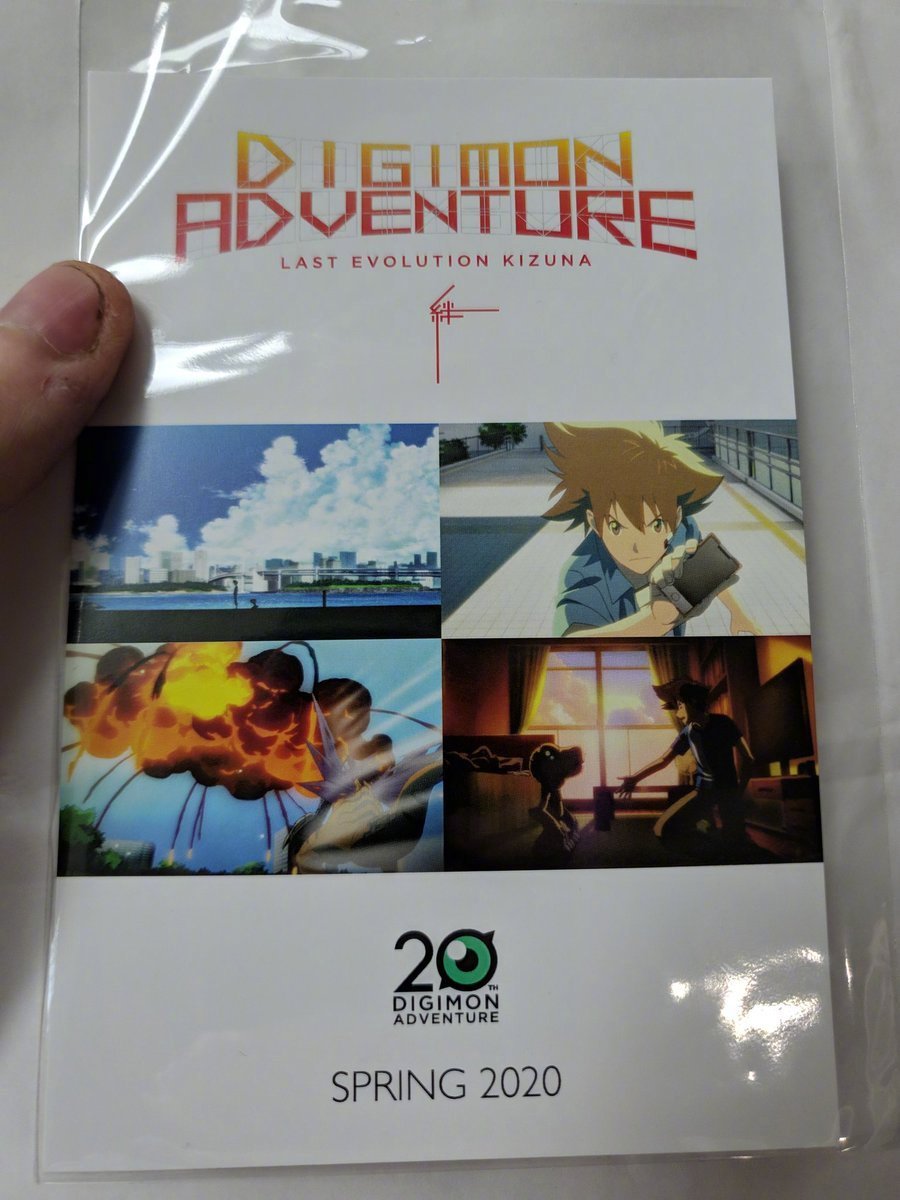 DIGIMON
ADVENTURE
LAST EVOLUTION KIZUNA
絆
20TH
DIGIMON
ADVENTURE
SPRING 2020